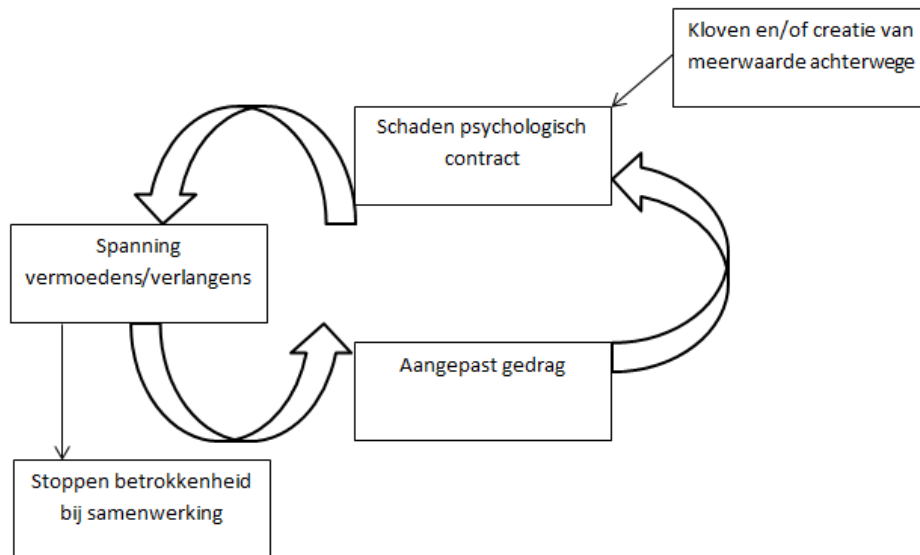 Kloven en/of creatie van
meerwaarde achterwege
Schaden psychologisch
contract
Spanning
vermoedens/verlangens
Aangepast gedrag
Stoppen betrokkenheid
bij samenwerking